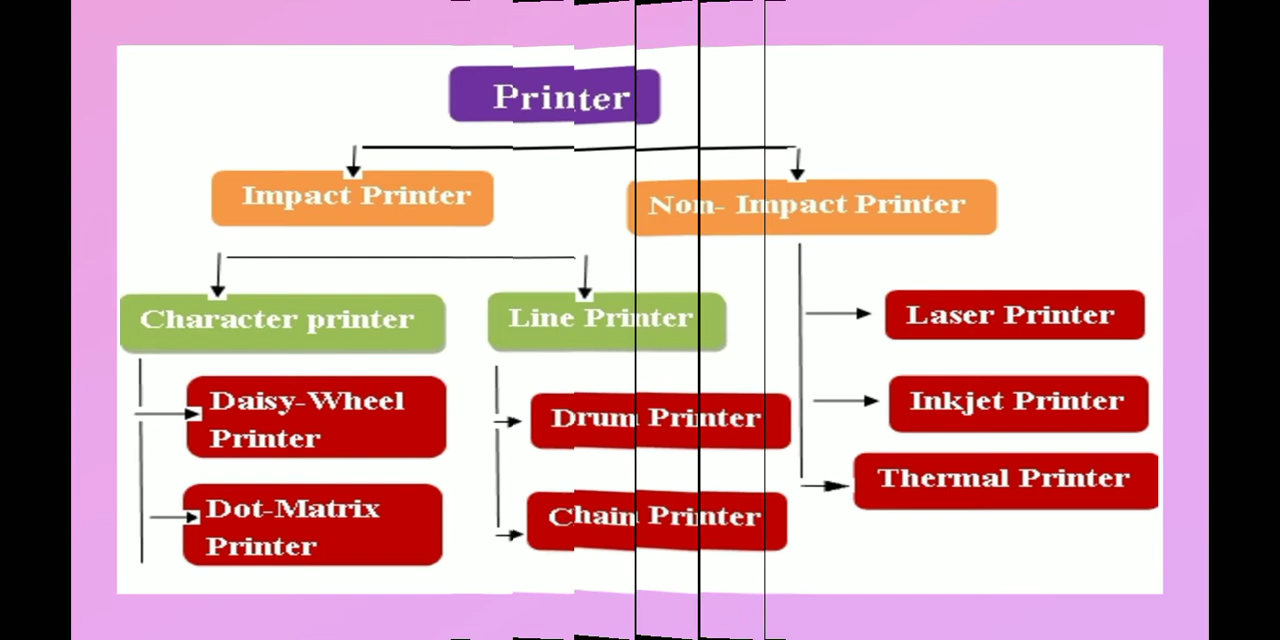 Printer
Impact Printer
Non- Impact Printer
Character printer
Line Printer
Laser Printer
Daisy-Wheel
Printer
Drum Printer
Inkjet Printer
Dot-Matrix
Printer
Chain Printer
Thermal Printer